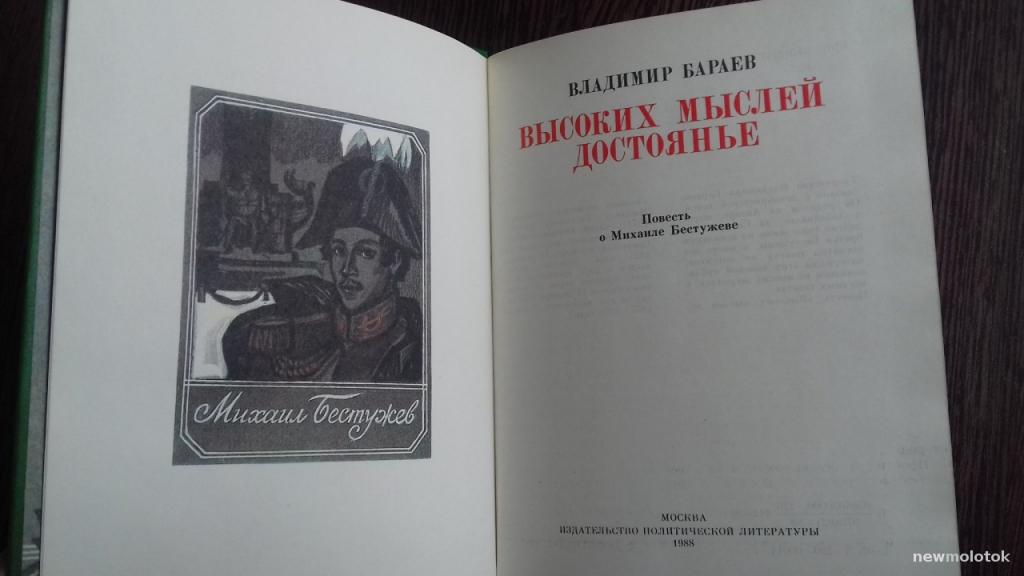 Михаил Бестужев
ВЛАДИМИР БАРАЕВ
ВЫСОКИХ МЫСЛЕЙ
ДОСТОЯНЬЕ
Повесть
о Михаиле Бестужеве
МОСКВА
ИЗДАТЕЛЬСТВО ПОЛИТИЧЕСКОЙ ЛИТЕРАТУРЫ
1988
newmolotok